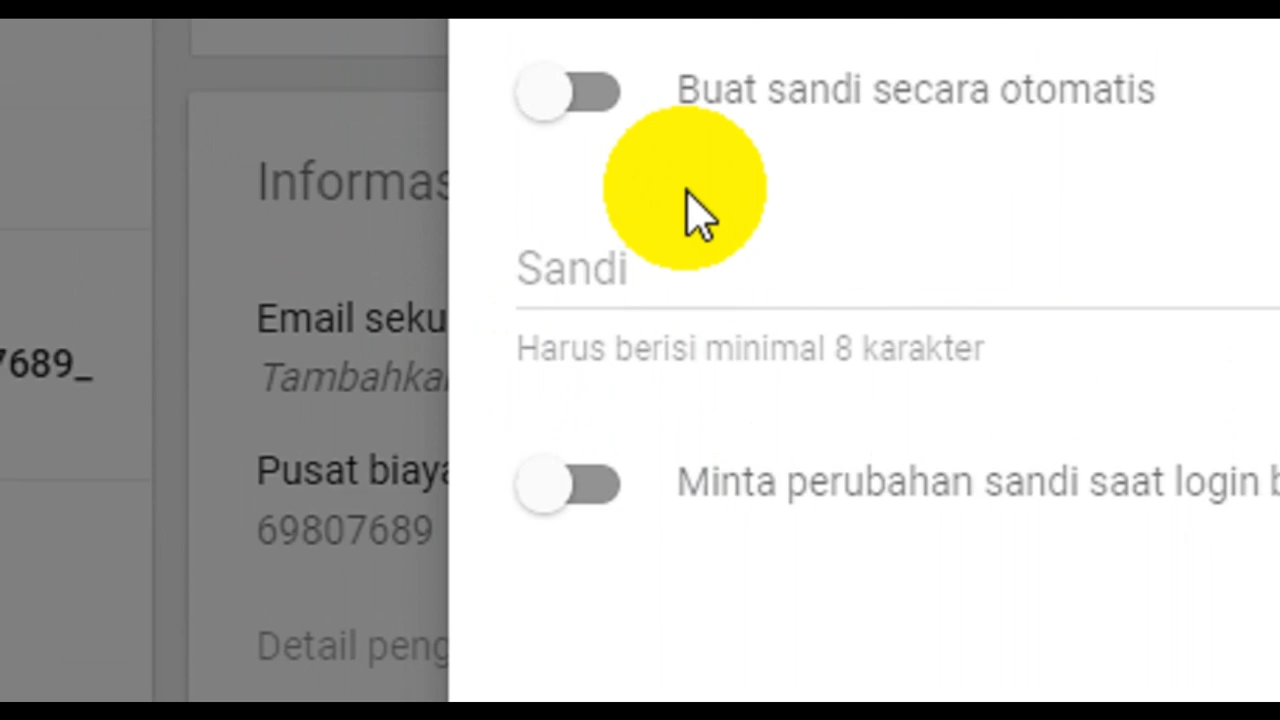 Buat sandi secara otomatis
Informas
Sandi
Email seku
Harus berisi minimal 8 karakter
7689_
Tambahkan
Pusat biaya
Minta perubahan sandi saat login b
69807689
Detail peng